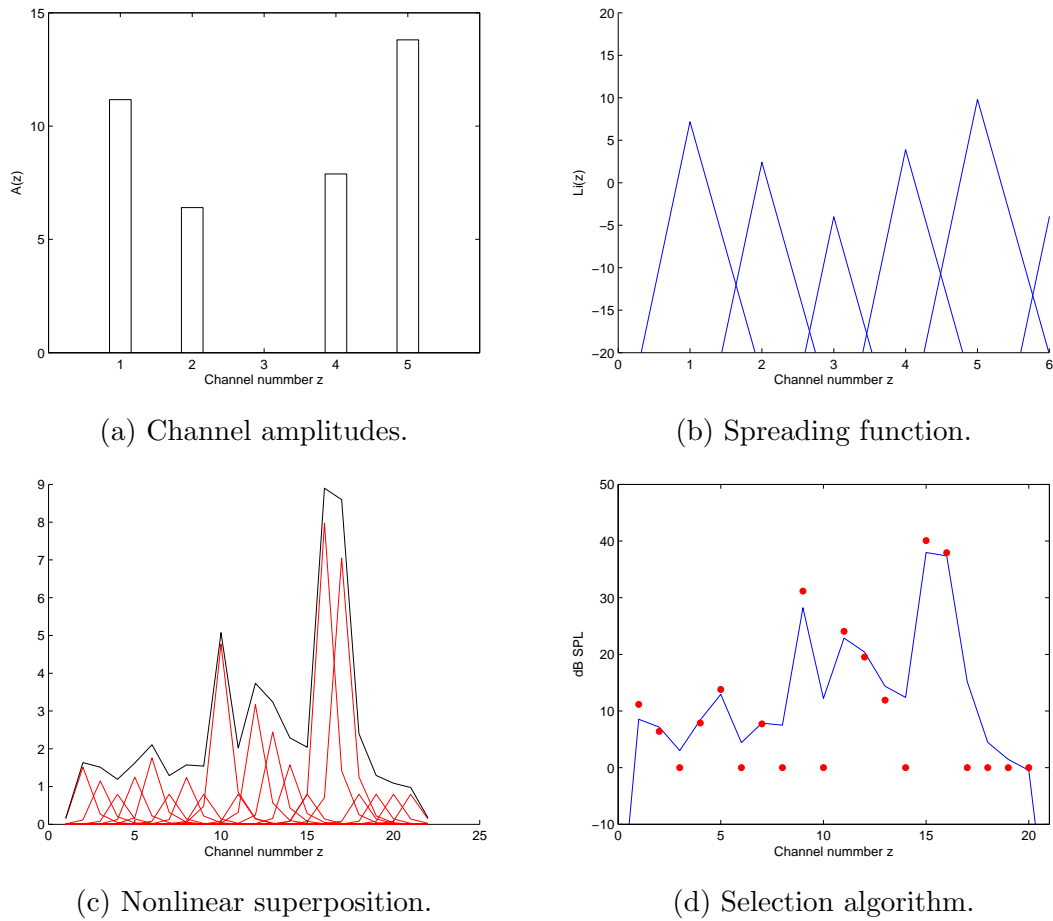 15
10
5
0
A(z)
1 2 3 4 5
Channel nummber z
(a) Channel amplitudes.
20
15
10
5
0
−5
−10
−15
−20
Li(z)
0 1 2 3 4 5 6
Channel nummber z
(b) Spreading function.
9
8
7
6
5
4
3
2
1
0
0 5 10 15 20 25
Channel nummber z
(c) Nonlinear superposition.
50
40
30
20
10
0
−10
dB SPL
0 5 10 15 20
Channel nummber z
(d) Selection algorithm.